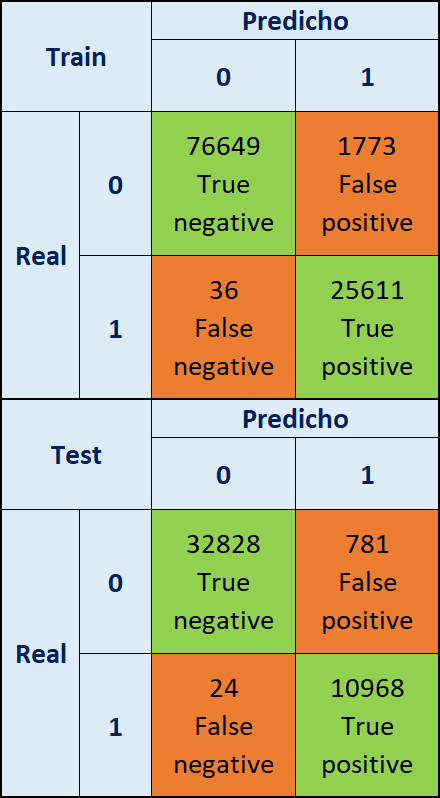 Train
Predicho
0
1
Real
0
76649
True
negative
1773
False
positive
1
36
False
negative
25611
True
positive
Test
Predicho
0
1
Real
0
32828
True
negative
781
False
positive
1
24
False
negative
10968
True
positive